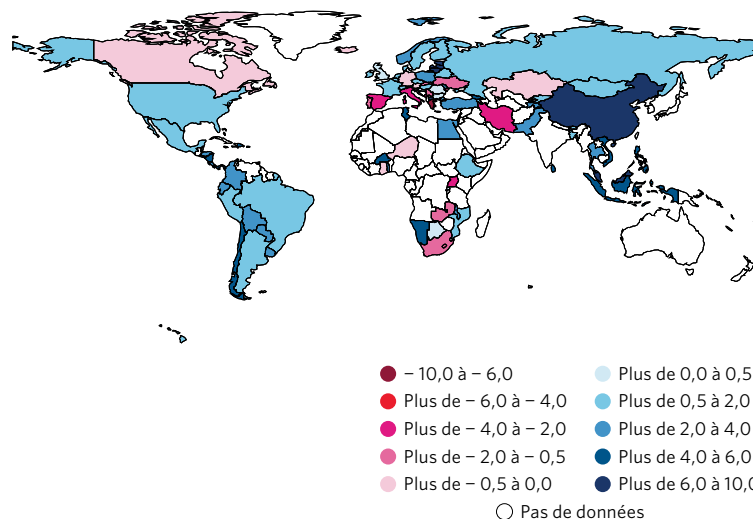 − 10,0 à − 6,0
Plus de − 6,0 à − 4,0
Plus de − 4,0 à − 2,0
Plus de − 2,0 à − 0,5
Plus de − 0,5 à 0,0
Plus de 0,0 à 0,5
Plus de 0,5 à 2,0
Plus de 2,0 à 4,0
Plus de 4,0 à 6,0
Plus de 6,0 à 10,0
Pas de données